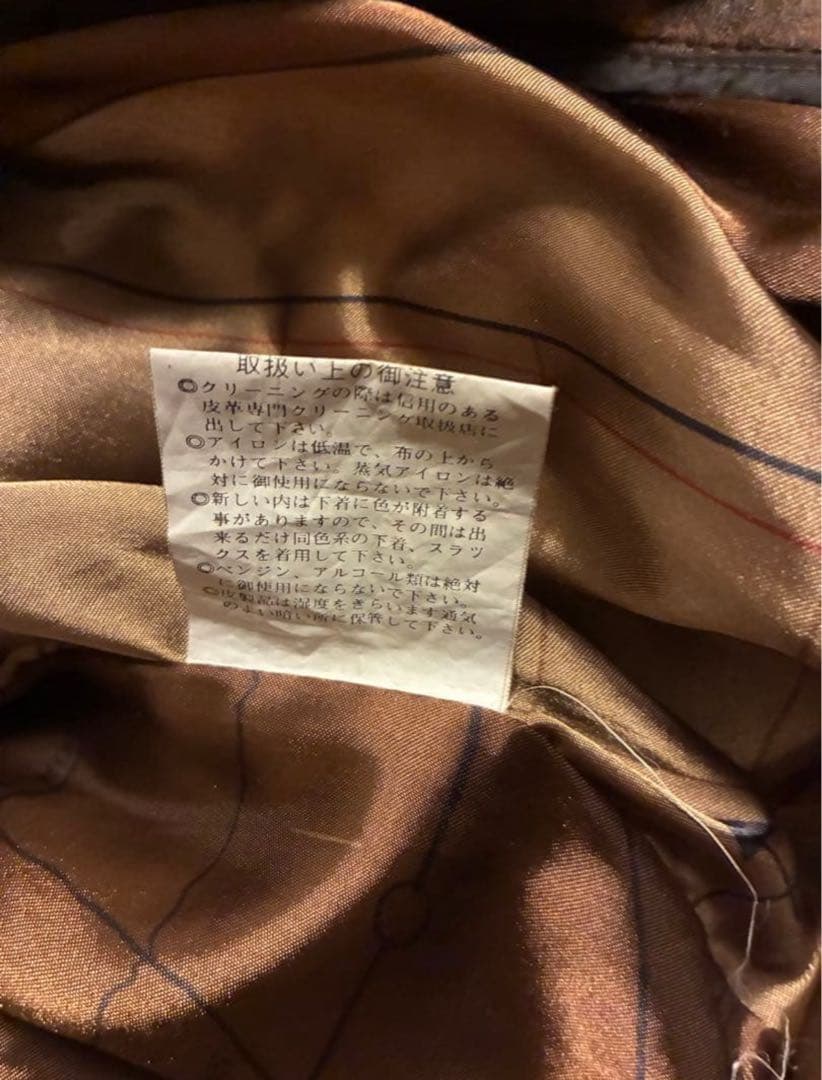 取扱い上の御注意
◎クリーニングの際は信用のある
皮革専門クリーニング取扱店に
出して下さい。
◎アイロンは低温で、布の上から
かけて下さい。蒸気アイロンは絶
対に御使用にならないで下さい。
◎新しい内は下着に色が附着する
事がありますので、その間は出
来るだけ同色系の下着、スラッ
クスを着用して下さい。
◎ベンジン、アルコール類は絶対
に御使用にならないで下さい。
◎皮製品は湿度をきらいます通気
のよい暗い所に保管して下さい。